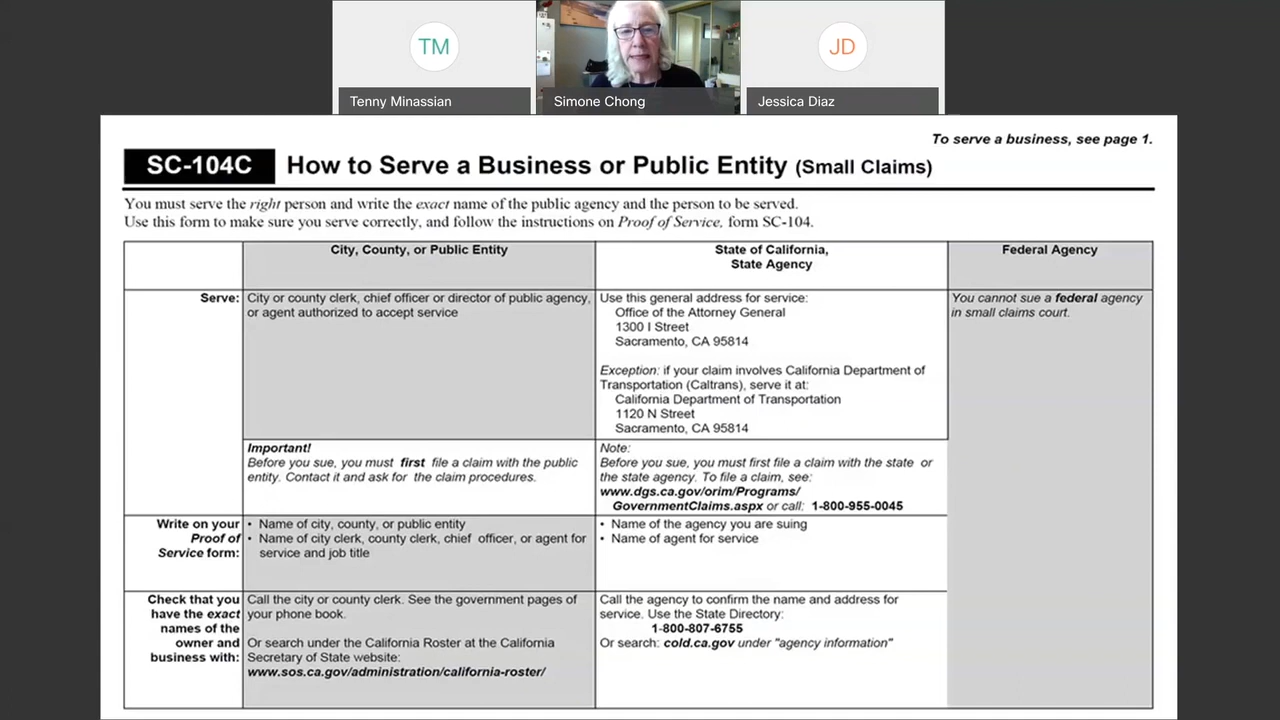 TM
JD
Tenny Minassian
Simone Chong
Jessica Diaz
To serve a business, see page 1.
SC-104C
How to Serve a Business or Public Entity (Small Claims)
You must serve the right person and write the exact name of the public agency and the person to be served.
Use this form to make sure you serve correctly, and follow the instructions on Proof of Service, form SC-104.
City, County, or Public Entity
State of California,
State Agency
Federal Agency
Serve:
City or county clerk, chief officer or director of public agency,
or agent authorized to accept service
Use this general address for service:
Office of the Attorney General
1300 I Street
Sacramento, CA 95814
Exception: if your claim involves California Department of
Transportation (Caltrans), serve it at:
California Department of Transportation
1120 N Street
Sacramento, CA 95814
You cannot sue a federal agency
in small claims court.
Important!
Before you sue, you must first file a claim with the public
entity. Contact it and ask for the claim procedures.
Note:
Before you sue, you must first file a claim with the state or
the state agency. To file a claim, see:
www.dgs.ca.gov/orim/Programs/
GovernmentClaims.aspx or call: 1-800-955-0045
Write on your
Proof of
Service form:
• Name of city, county, or public entity
• Name of city clerk, county clerk, chief officer, or agent for
service and job title
• Name of the agency you are suing
• Name of agent for service
Check that you
have the exact
names of the
owner and
business with:
Call the city or county clerk. See the government pages of
your phone book.
Or search under the California Roster at the California
Secretary of State website:
www.sos.ca.gov/administration/california-roster/
Call the agency to confirm the name and address for
service. Use the State Directory:
1-800-807-6755
Or search: cold.ca.gov under "agency information"